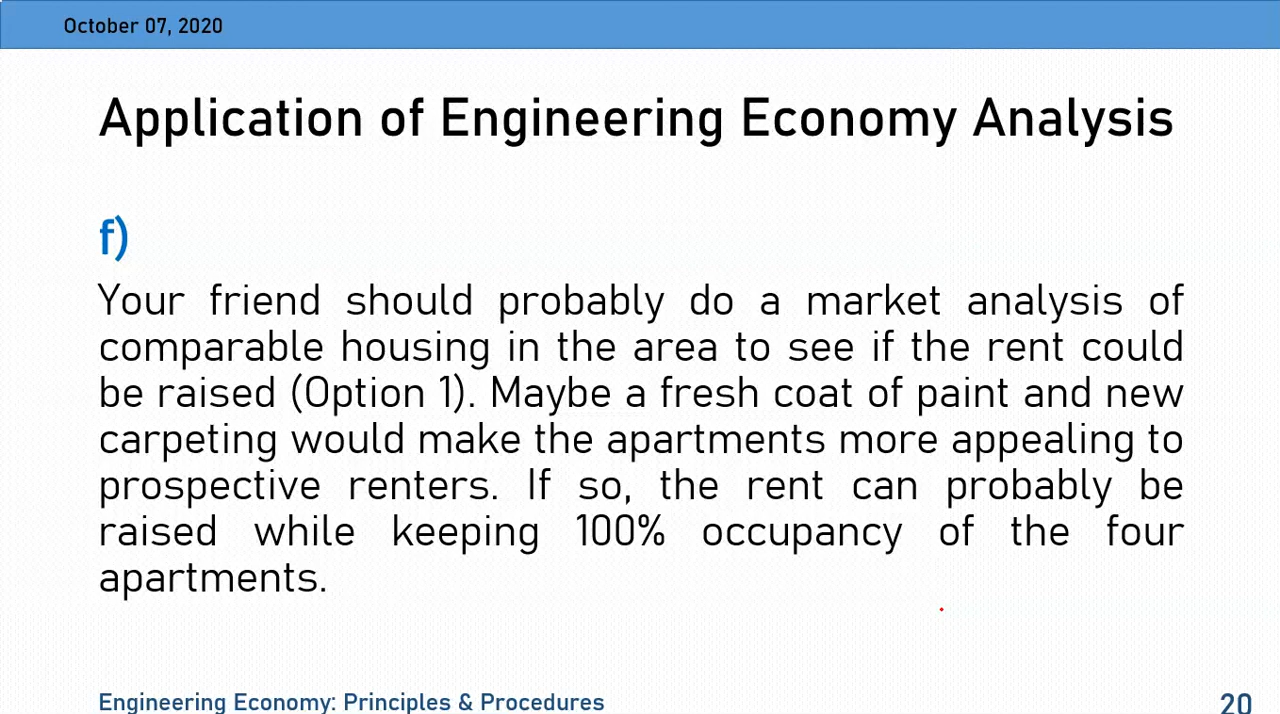 October 07, 2020
Application of Engineering Economy Analysis
f)
Your friend should probably do a market analysis of
comparable housing in the area to see if the rent could
be raised (Option 1). Maybe a fresh coat of paint and new
carpeting would make the apartments more appealing to
prospective renters. If so, the rent can probably be
raised while keeping 100% occupancy of the four
apartments.
Engineering Economy: Principles & Procedures
20